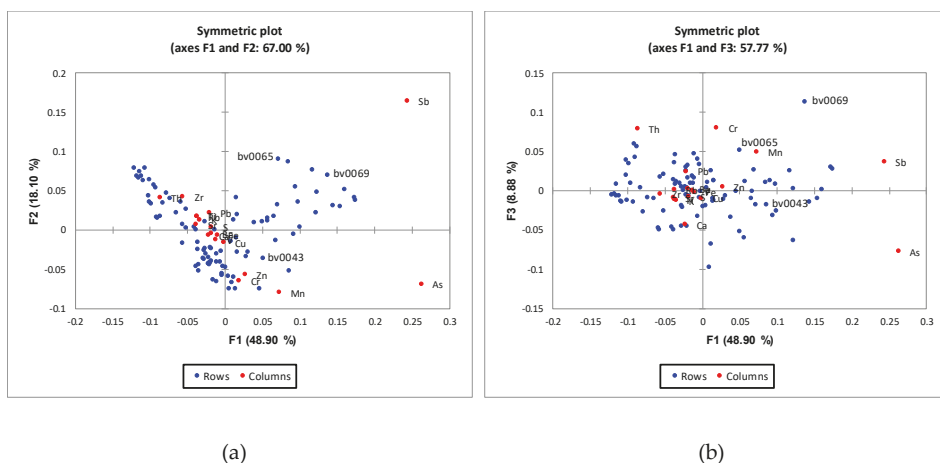 Symmetric plot
(axes F1 and F2: 67.00 %)
0.2
0.15
0.1
0.05
0
-0.05
-0.1
F2 (18.10 %)
Sb
bv0065
bv0069
Th
Zr
Pb
S
Cu
bv0043
Zn
Cr
Mn
As
-0.2
-0.15
-0.1
-0.05
0
0.05
0.1
0.15
0.2
0.25
0.3
F1 (48.90 %)
Rows
Columns
(a)
Symmetric plot
(axes F1 and F3: 57.77 %)
0.2
0.15
0.1
0.05
0
-0.05
-0.1
F3 (8.88 %)
bv0069
Th
Cr
bv0065
Mn
Sb
Pb
Zn
Zr
Cu
bv0043
Ca
As
-0.2
-0.15
-0.1
-0.05
0
0.05
0.1
0.15
0.2
0.25
0.3
F1 (48.90 %)
Rows
Columns
(b)